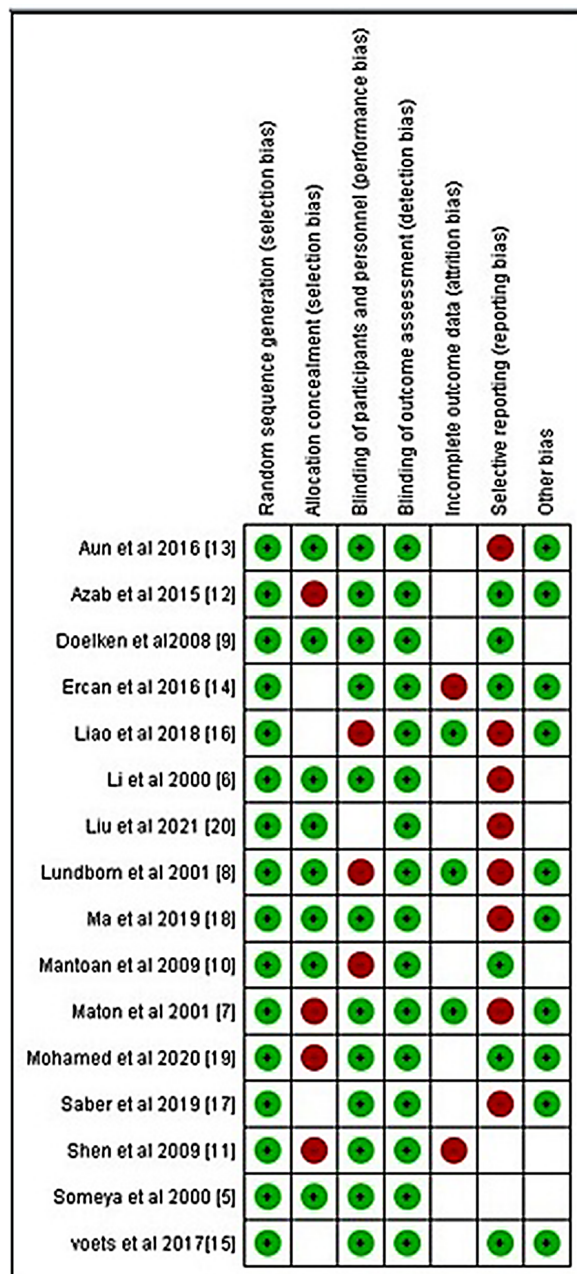 Random sequence generation (selection bias)
Allocation concealment (selection bias)
Blinding of participants and personnel (performance bias)
Blinding of outcome assessment (detection bias)
Incomplete outcome data (attrition bias)
Selective reporting (reporting bias)
Other bias
Aun et al 2016 [13]
Azab et al 2015 [12]
Doelken et al2008 [9]
Ercan et al 2016 [14]
Liao et al 2018 [16]
Li et al 2000 [6]
Liu et al 2021 [20]
Lundborn et al 2001 [8]
Ma et al 2019 [18]
Mantoan et al 2009 [10]
Maton et al 2001 [7]
Mohamed et al 2020 [19]
Saber et al 2019 [17]
Shen et al 2009 [11]
Someya et al 2000 [5]
voets et al 2017[15]